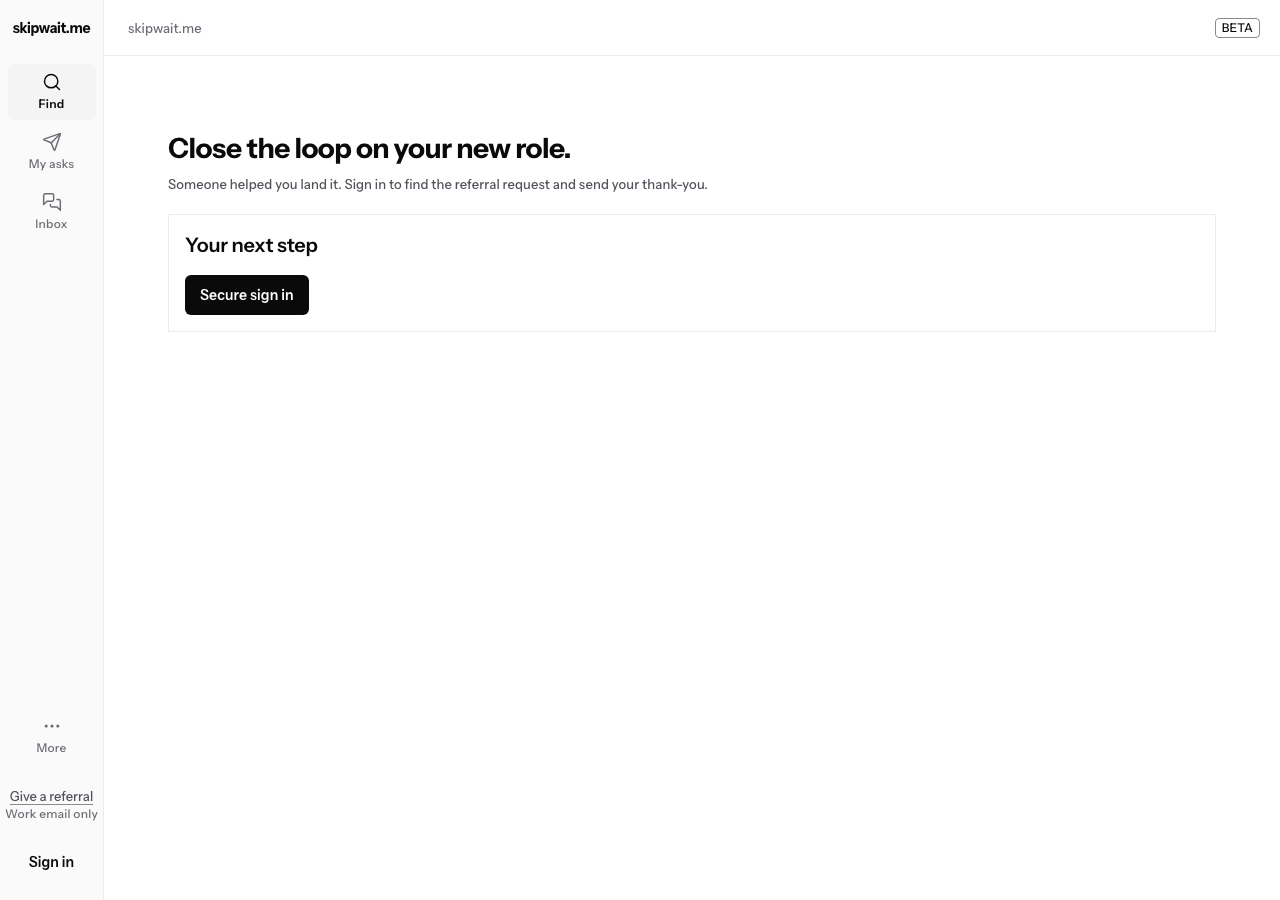 skipwait.me
Find
My asks
Inbox
More
Give a referral
Work email only
Sign in
skipwait.me
BETA
Close the loop on your new role.
Someone helped you land it. Sign in to find the referral request and send your thank-you.
Your next step
Secure sign in